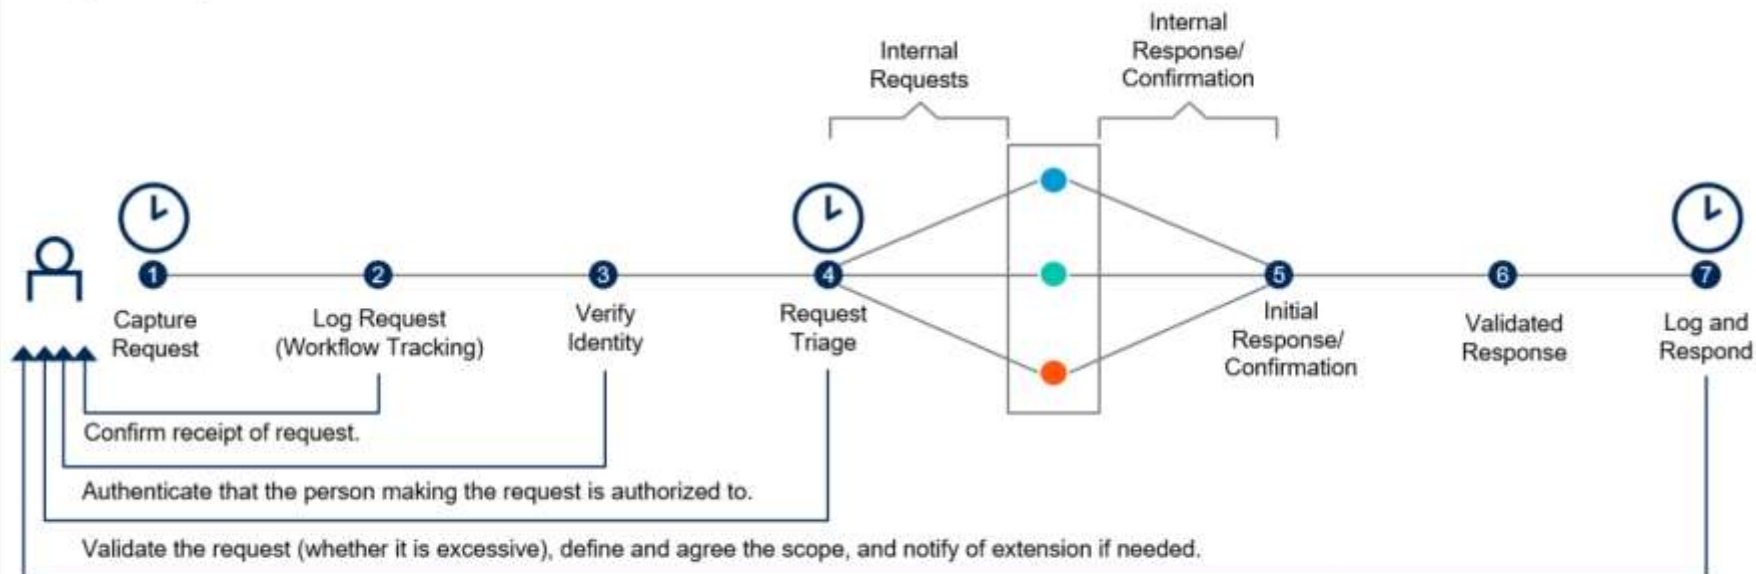 Internal
Requests
Internal
Response/
Confirmation
1
2
3
4
5
6
7
Capture
Request
Log Request
(Workflow Tracking)
Verify
Identity
Request
Triage
Initial
Response/
Confirmation
Validated
Response
Log and
Respond
Confirm receipt of request.
Authenticate that the person making the request is authorized to.
Validate the request (whether it is excessive), define and agree the scope, and notify of extension if needed.